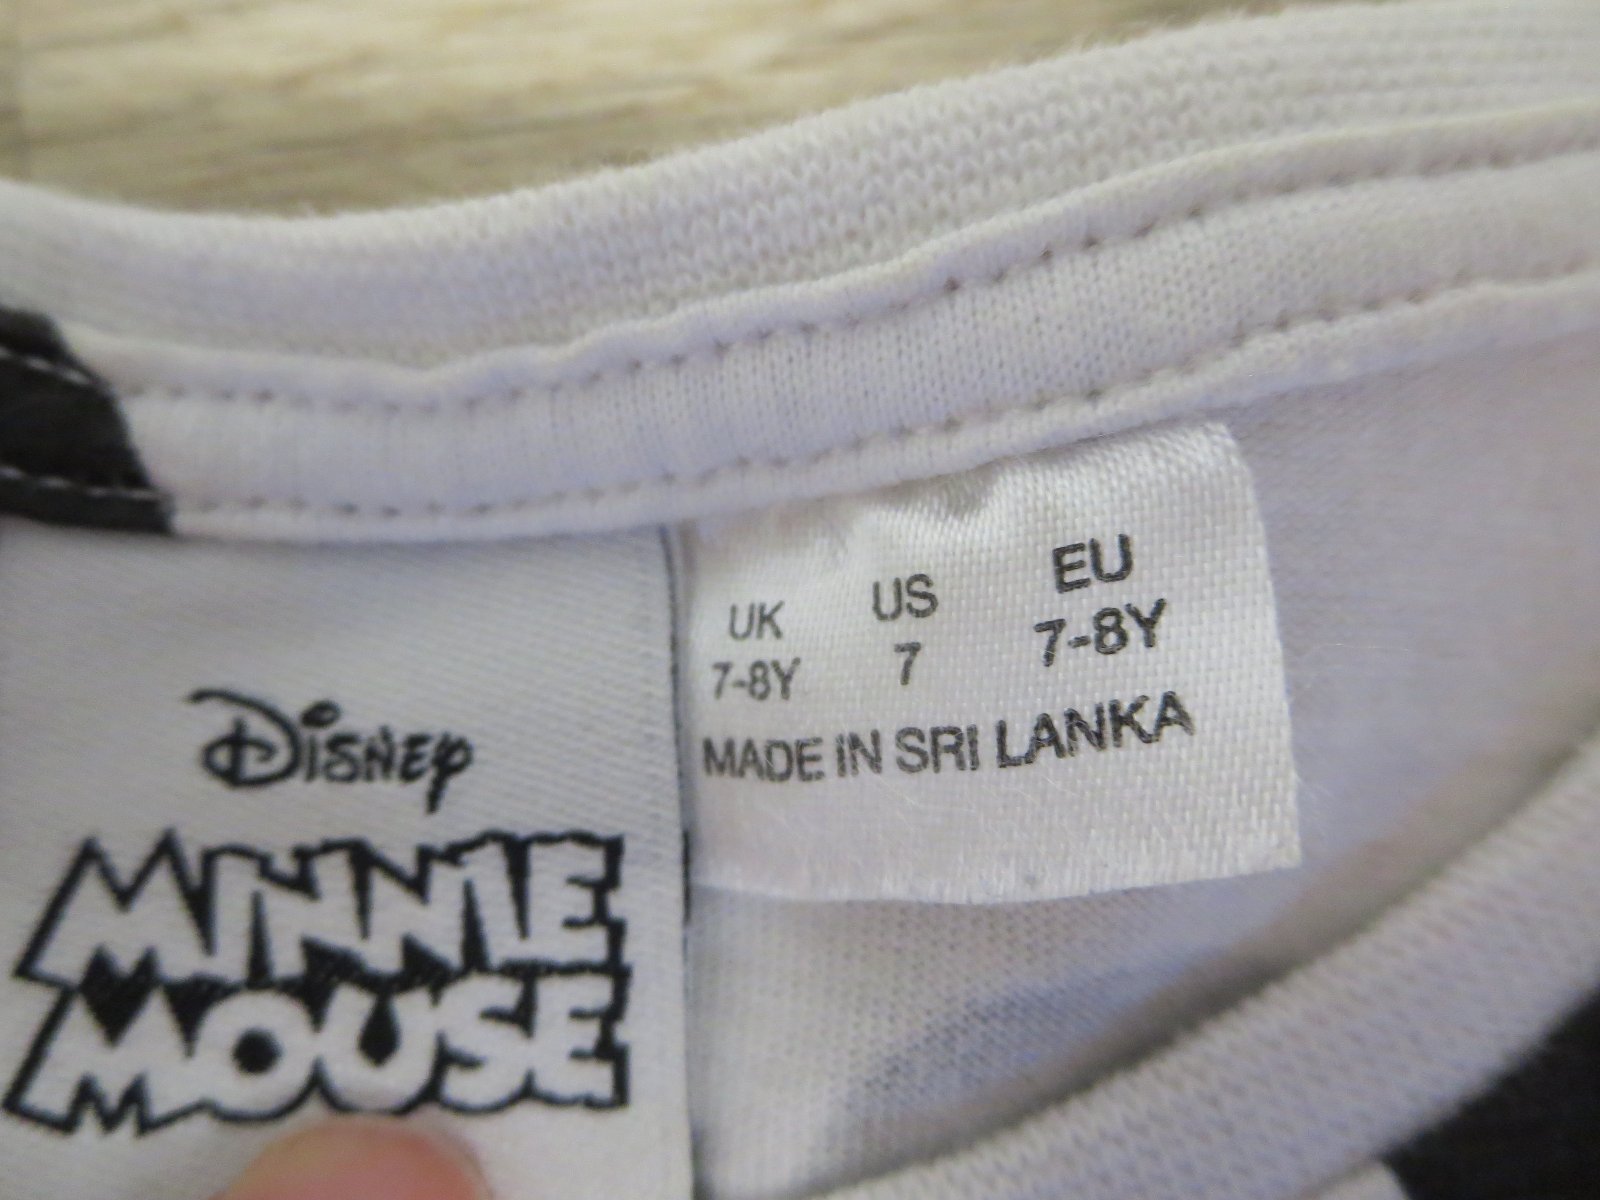 Disney
MINNIE
MOUSE
UK US EU
7-8Y 7 7-8Y
MADE IN SRI LANKA